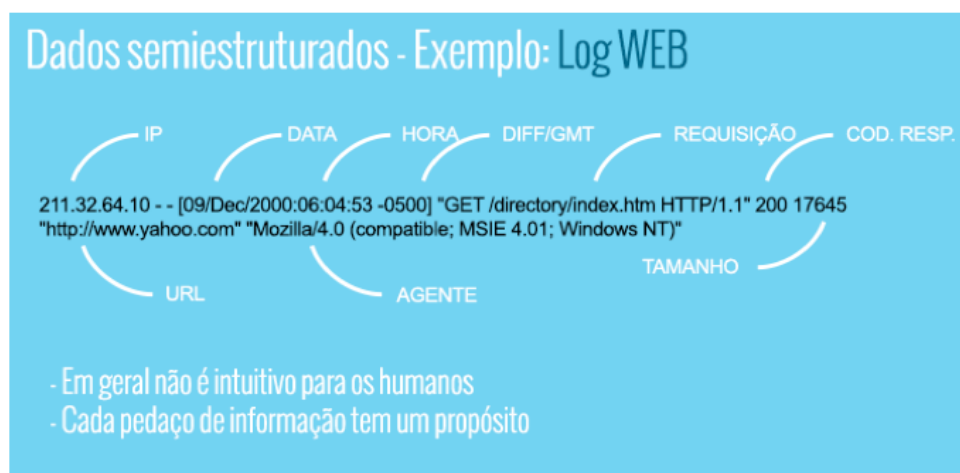 Dados semiestruturados - Exemplo: Log WEB
IP DATA HORA DIFF/GMT REQUISIÇÃO COD. RESP.
211.32.64.10 - - [09/Dec/2000:06:04:53 -0500] "GET /directory/index.htm HTTP/1.1" 200 17645
"http://www.yahoo.com" "Mozilla/4.0 (compatible; MSIE 4.01; Windows NT)"
TAMANHO
URL AGENTE
- Em geral não é intuitivo para os humanos
- Cada pedaço de informação tem um propósito